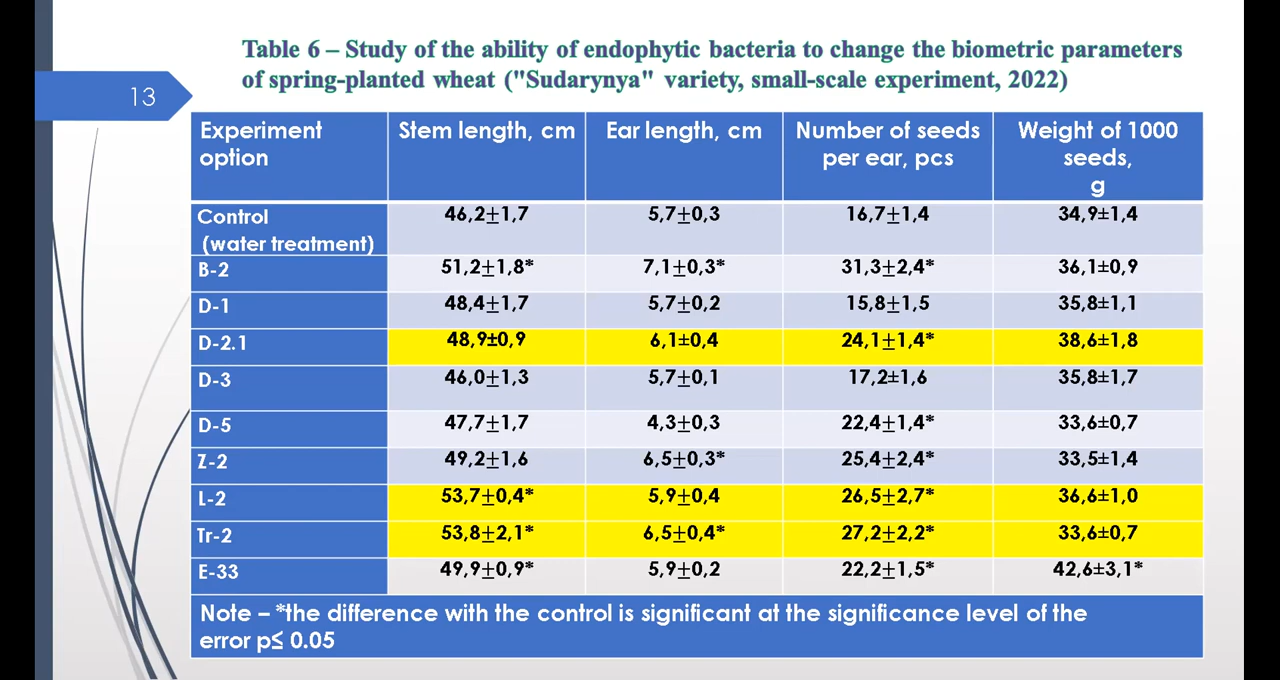 Table 6 – Study of the ability of endophytic bacteria to change the biometric parameters
of spring-planted wheat ("Sudarynya" variety, small-scale experiment, 2022)
13
Experiment option Stem length, cm Ear length, cm Number of seeds per ear, pcs Weight of 1000 seeds, g
Control (water treatment) 46,2±1,7 5,7±0,3 16,7±1,4 34,9±1,4
B-2 51,2±1,8* 7,1±0,3* 31,3±2,4* 36,1±0,9
D-1 48,4±1,7 5,7±0,2 15,8±1,5 35,8±1,1
D-2.1 48,9±0,9 6,1±0,4 24,1±1,4* 38,6±1,8
D-3 46,0±1,3 5,7±0,1 17,2±1,6 35,8±1,7
D-5 47,7±1,7 4,3±0,3 22,4±1,4* 33,6±0,7
Z-2 49,2±1,6 6,5±0,3* 25,4±2,4* 33,5±1,4
L-2 53,7±0,4* 5,9±0,4 26,5±2,7* 36,6±1,0
Tr-2 53,8±2,1* 6,5±0,4* 27,2±2,2* 33,6±0,7
E-33 49,9±0,9* 5,9±0,2 22,2±1,5* 42,6±3,1*
Note – *the difference with the control is significant at the significance level of the
error p≤ 0.05